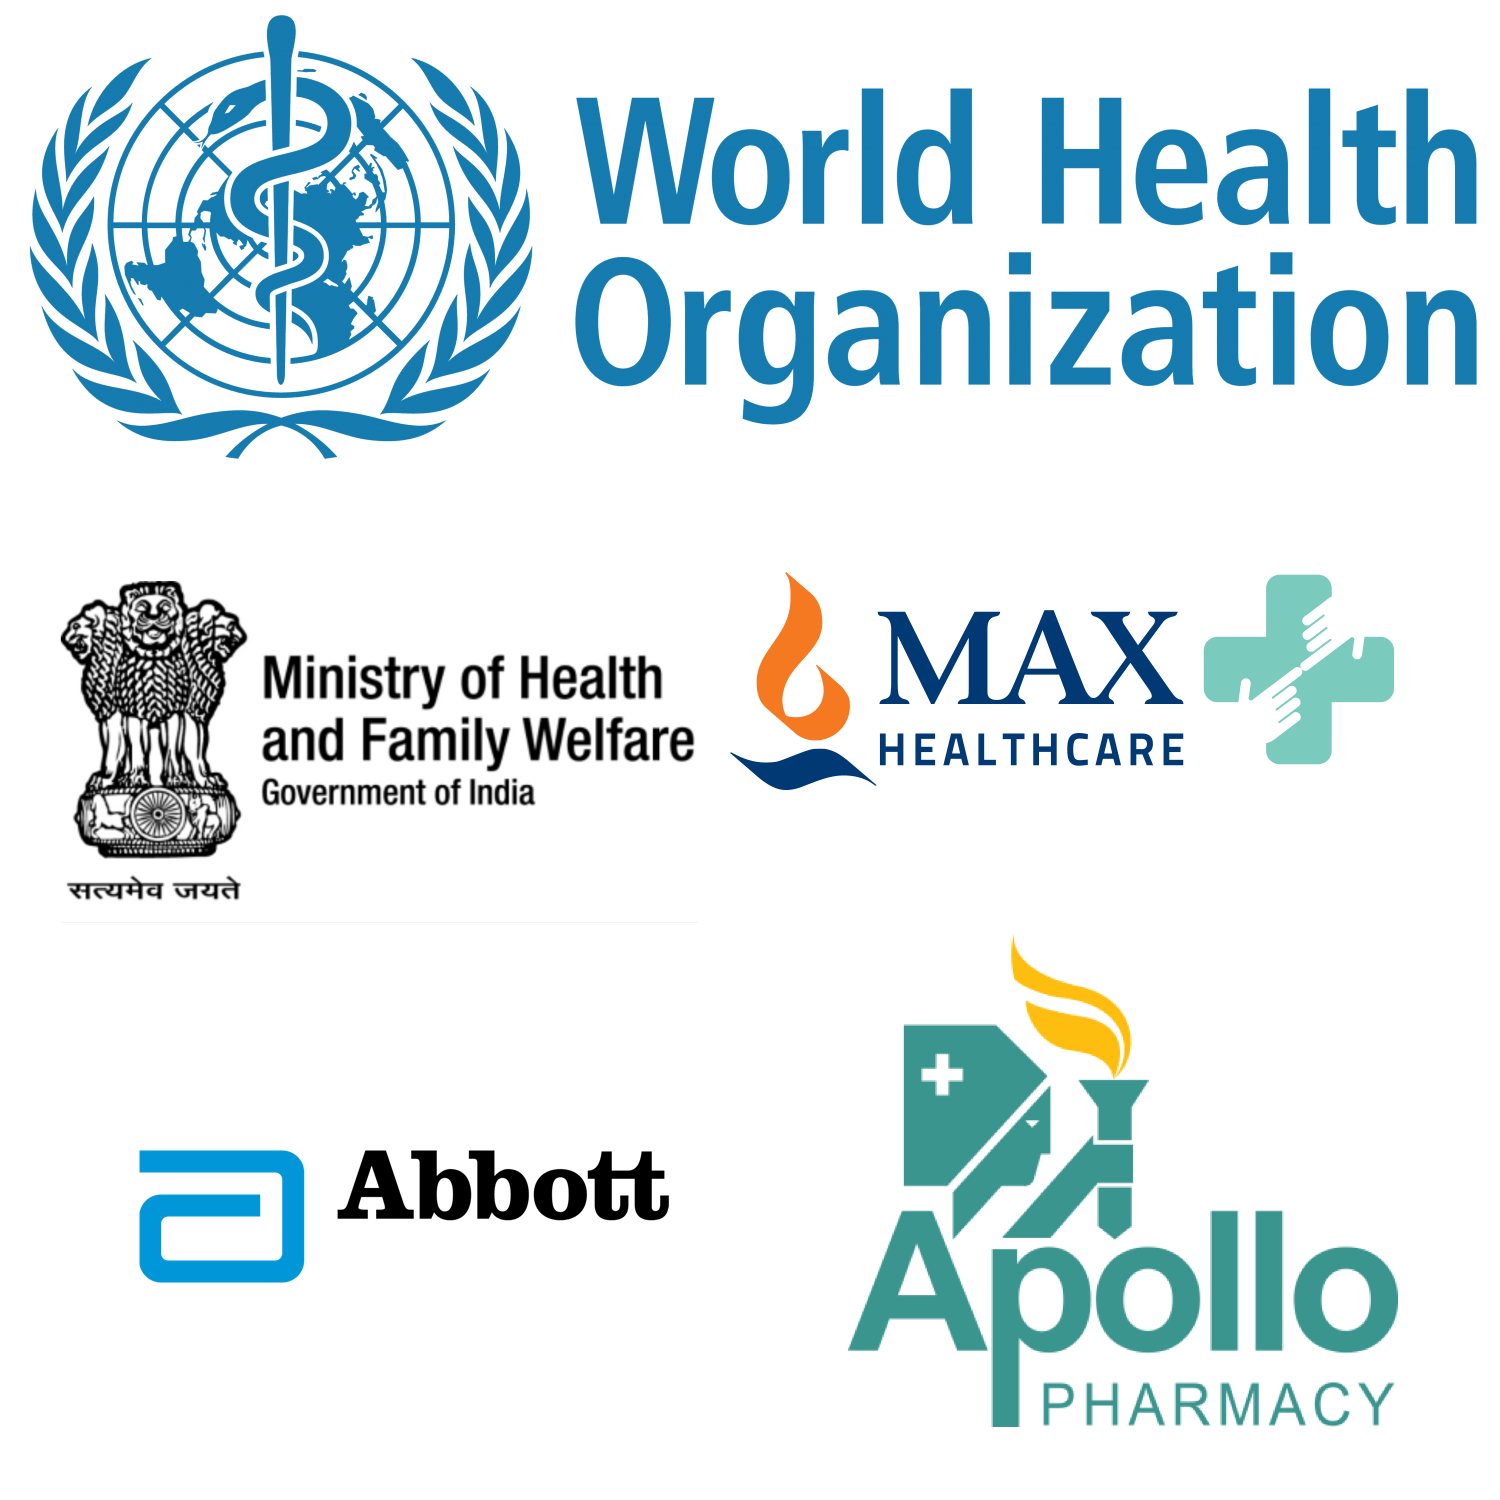 World Health
Organization
Ministry of Health
and Family Welfare
Government of India
सत्यमेव जयते
MAX
HEALTHCARE
Abbott
Apollo
PHARMACY